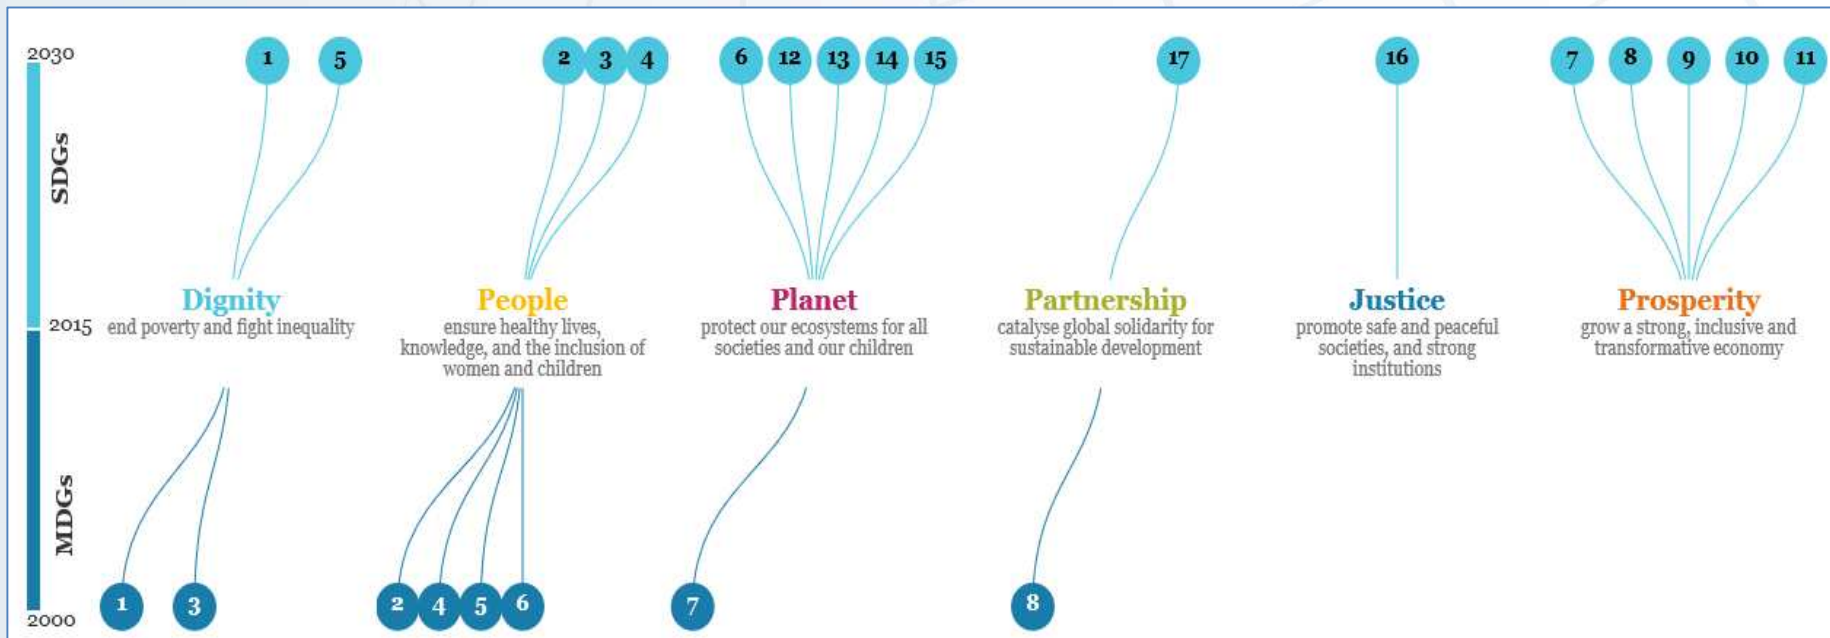 2030
1 5 2 3 4 6 12 13 14 15 17 16 7 8 9 10 11
SDGs
Dignity
end poverty and fight inequality
People
ensure healthy lives,
knowledge, and the inclusion of
women and children
Planet
protect our ecosystems for all
societies and our children
Partnership
catalyse global solidarity for
sustainable development
Justice
promote safe and peaceful
societies, and strong
institutions
Prosperity
grow a strong, inclusive and
transformative economy
2015
MDGs
1 3 2 4 5 6 7 8
2000